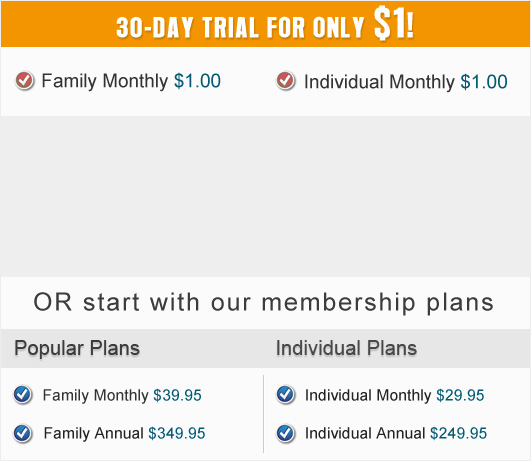 30-DAY TRIAL FOR ONLY $1!
Family Monthly $1.00
Individual Monthly $1.00
OR start with our membership plans
Popular Plans
Individual Plans
Family Monthly $39.95
Individual Monthly $29.95
Family Annual $349.95
Individual Annual $249.95